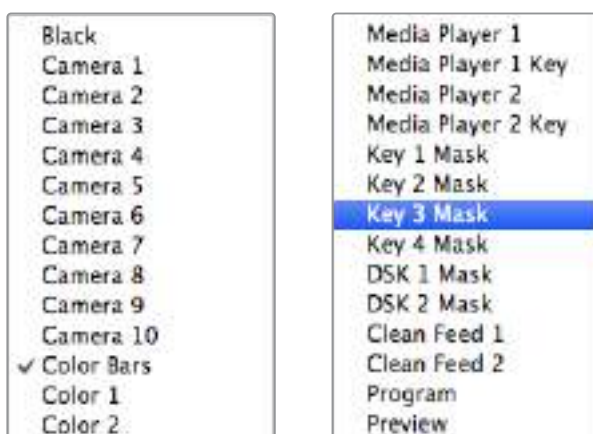 Black
Camera 1
Camera 2
Camera 3
Camera 4
Camera 5
Camera 6
Camera 7
Camera 8
Camera 9
Camera 10
✓ Color Bars
Color 1
Color 2
Media Player 1
Media Player 1 Key
Media Player 2
Media Player 2 Key
Key 1 Mask
Key 2 Mask
Key 3 Mask
Key 4 Mask
DSK 1 Mask
DSK 2 Mask
Clean Feed 1
Clean Feed 2
Program
Preview